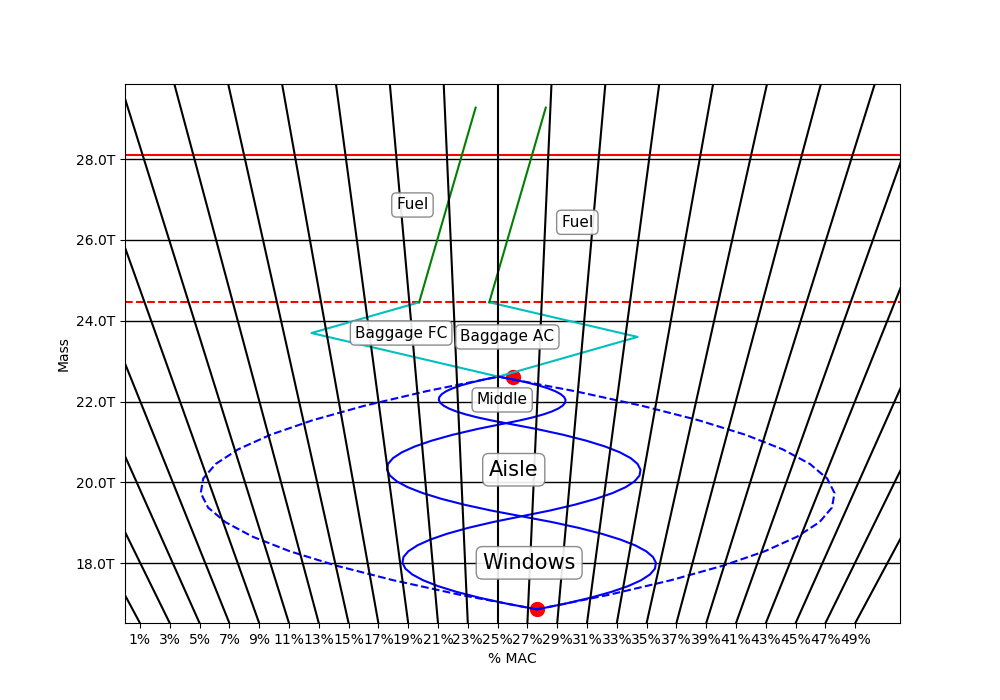 28.0T
Fuel
Fuel
26.0T
24.0T
Baggage FC
Baggage AC
Mass
22.0T
Middle
Aisle
20.0T
Windows
18.0T
1% 3% 5% 7% 9% 11% 13% 15% 17% 19% 21% 23% 25% 27% 29% 31% 33% 35% 37% 39% 41% 43% 45% 47% 49%
% MAC